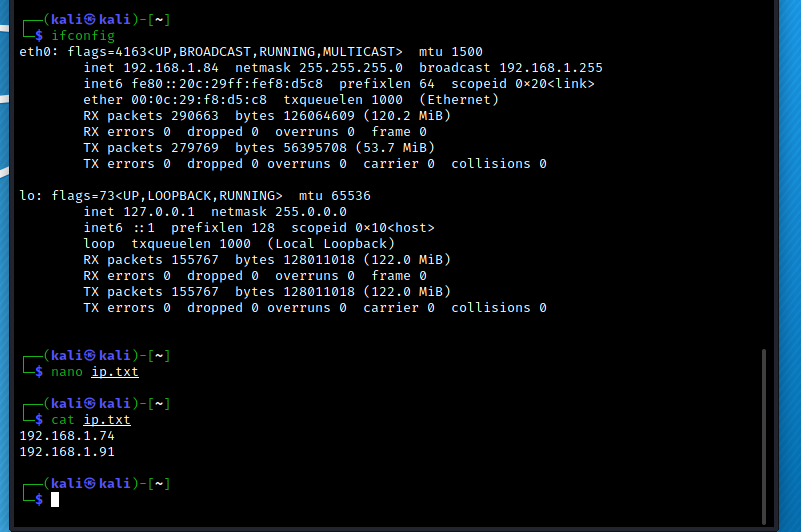 ┌──(kali㉿kali)-[~]
└─$ ifconfig
eth0: flags=4163<UP,BROADCAST,RUNNING,MULTICAST>  mtu 1500
        inet 192.168.1.84  netmask 255.255.255.0  broadcast 192.168.1.255
        inet6 fe80::20c:29ff:fef8:d5c8  prefixlen 64  scopeid 0×20<link>
        ether 00:0c:29:f8:d5:c8  txqueuelen 1000  (Ethernet)
        RX packets 290663  bytes 126064609 (120.2 MiB)
        RX errors 0  dropped 0  overruns 0  frame 0
        TX packets 279769  bytes 56395708 (53.7 MiB)
        TX errors 0  dropped 0 overruns 0  carrier 0  collisions 0
lo: flags=73<UP,LOOPBACK,RUNNING>  mtu 65536
        inet 127.0.0.1  netmask 255.0.0.0
        inet6 ::1  prefixlen 128  scopeid 0×10<host>
        loop  txqueuelen 1000  (Local Loopback)
        RX packets 155767  bytes 128011018 (122.0 MiB)
        RX errors 0  dropped 0  overruns 0  frame 0
        TX packets 155767  bytes 128011018 (122.0 MiB)
        TX errors 0  dropped 0 overruns 0  carrier 0  collisions 0
┌──(kali㉿kali)-[~]
└─$ nano ip.txt
┌──(kali㉿kali)-[~]
└─$ cat ip.txt
192.168.1.74
192.168.1.91
┌──(kali㉿kali)-[~]
└─$